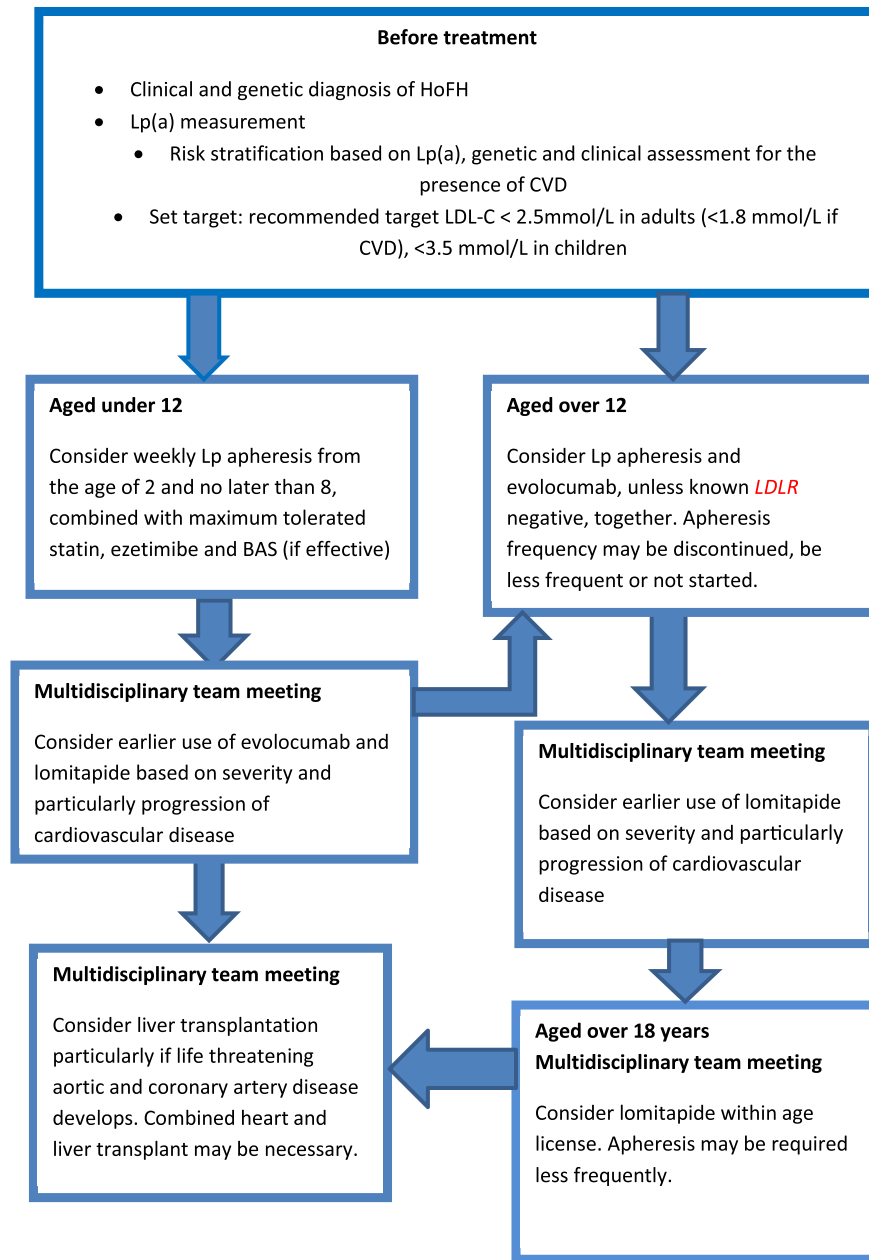 Before treatment
• Clinical and genetic diagnosis of HoFH
• Lp(a) measurement
• Risk stratification based on Lp(a), genetic and clinical assessment for the
presence of CVD
• Set target: recommended target LDL-C < 2.5mmol/L in adults (<1.8 mmol/L if
CVD), <3.5 mmol/L in children
Aged under 12
Consider weekly Lp apheresis from
the age of 2 and no later than 8,
combined with maximum tolerated
statin, ezetimibe and BAS (if effective)
Aged over 12
Consider Lp apheresis and
evolocumab, unless known LDLR
negative, together. Apheresis
frequency may be discontinued, be
less frequent or not started.
Multidisciplinary team meeting
Consider earlier use of evolocumab and
lomitapide based on severity and
particularly progression of
cardiovascular disease
Multidisciplinary team meeting
Consider earlier use of lomitapide
based on severity and particularly
progression of cardiovascular
disease
Multidisciplinary team meeting
Consider liver transplantation
particularly if life threatening
aortic and coronary artery disease
develops. Combined heart and
liver transplant may be necessary.
Aged over 18 years
Multidisciplinary team meeting
Consider lomitapide within age
license. Apheresis may be required
less frequently.